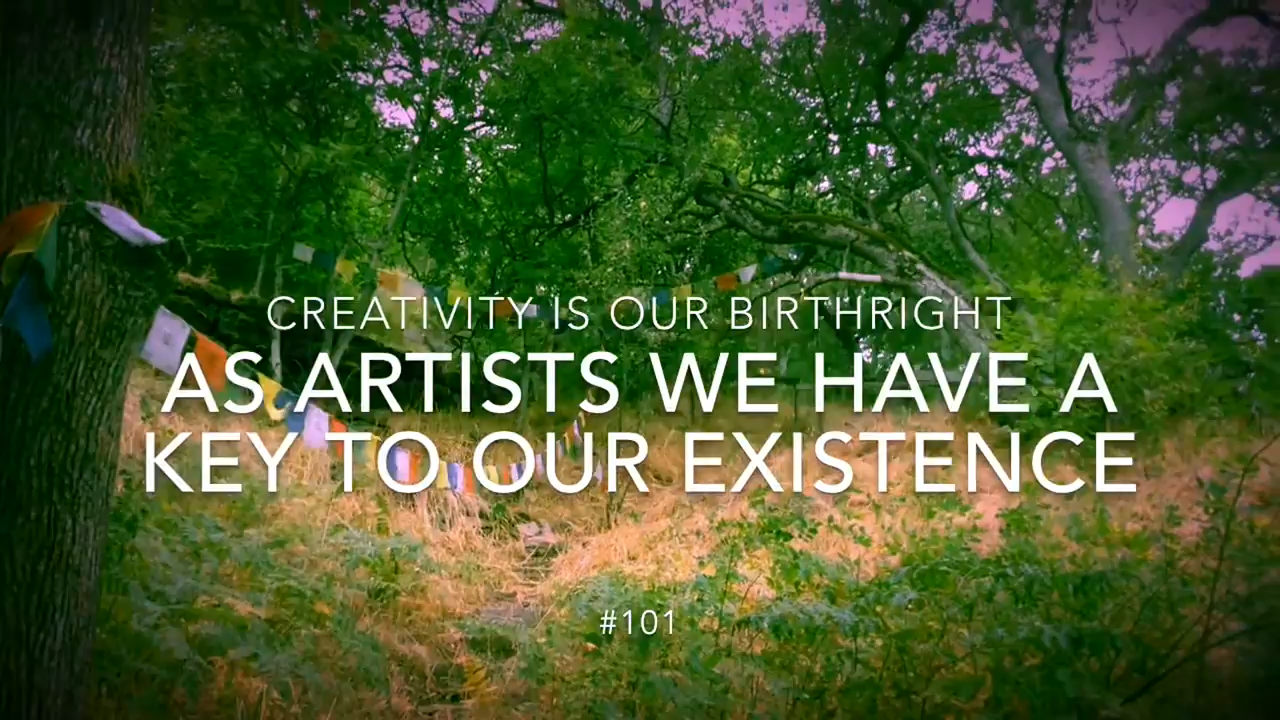 CREATIVITY IS OUR BIRTHRIGHT
AS ARTISTS WE HAVE A
KEY TO OUR EXISTENCE
#101